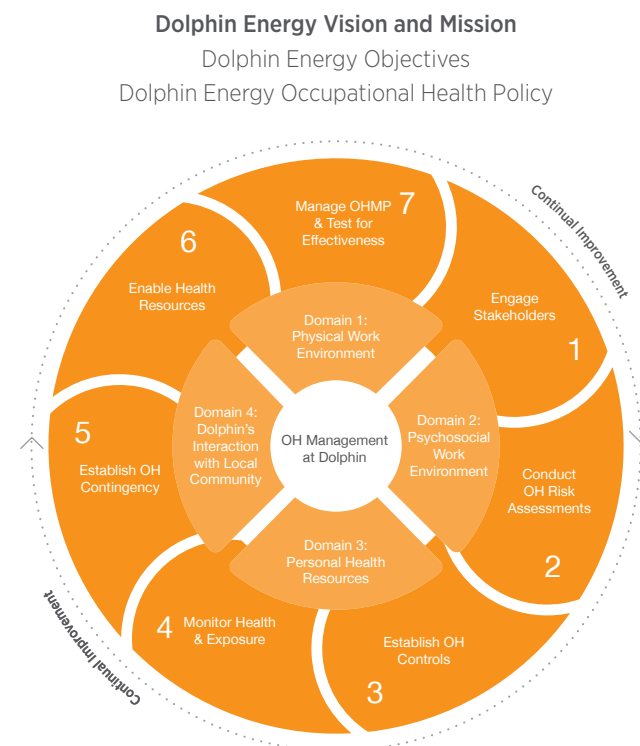 Dolphin Energy Vision and Mission
Dolphin Energy Objectives
Dolphin Energy Occupational Health Policy
Continual Improvement
7
Manage OHMP
& Test for
Effectiveness
6
Enable Health
Resources
Engage
Stakeholders
1
Domain 1:
Physical Work
Environment
Domain 4:
Dolphin's
Interaction
with Local
Community
OH Management
at Dolphin
Domain 2:
Psychosocial
Work
Environment
5
Establish OH
Contingency
Conduct
OH Risk
Assessments
2
Domain 3:
Personal Health
Resources
4
Monitor Health
& Exposure
Establish OH
Controls
3
Continual Improvement